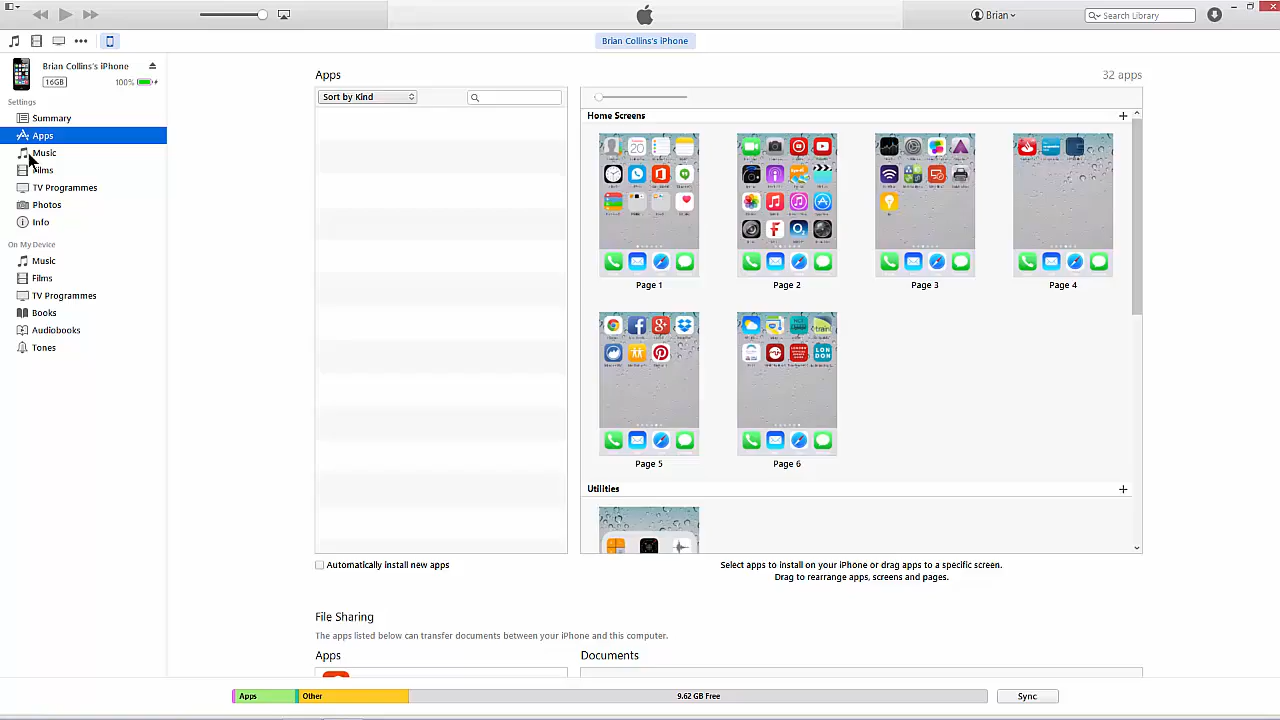 Brian
Search Library
Brian Collins's iPhone
Brian Collins's iPhone
16GB
100%
Settings
Summary
Apps
Music
Films
TV Programmes
Photos
Info
On My Device
Music
Films
TV Programmes
Books
Audiobooks
Tones
Apps
32 apps
Sort by Kind
Home Screens
Page 1
Page 2
Page 3
Page 4
Page 5
Page 6
Utilities
Automatically install new apps
Select apps to install on your iPhone or drag apps to a specific screen.
Drag to rearrange apps, screens and pages.
File Sharing
The apps listed below can transfer documents between your iPhone and this computer.
Apps
Documents
Apps
Other
9.62 GB Free
Sync